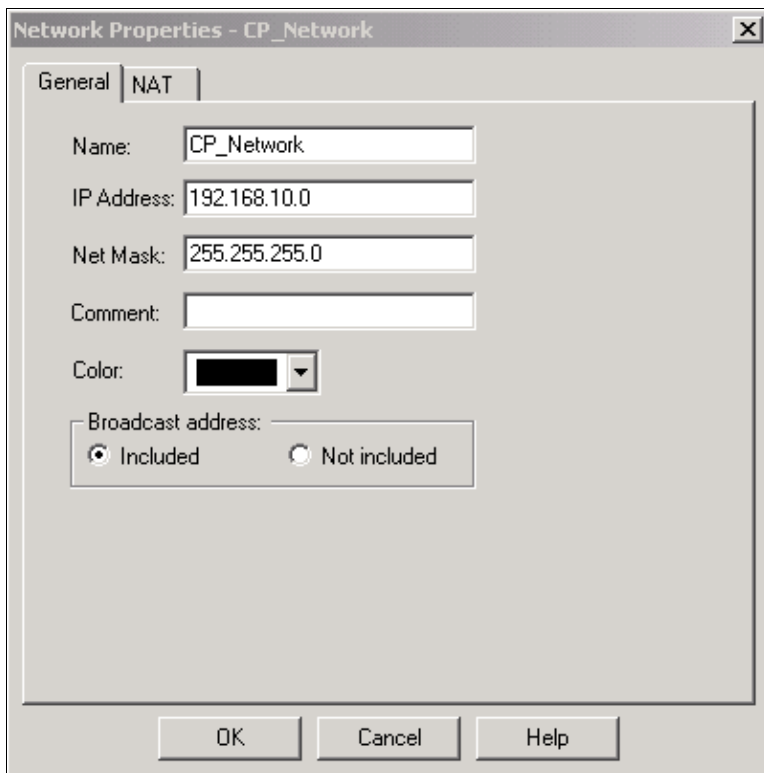 Network Properties - CP_Network
General NAT
Name: CP_Network
IP Address: 192.168.10.0
Net Mask: 255.255.255.0
Comment:
Color:
Broadcast address:
Included Not included
OK Cancel Help